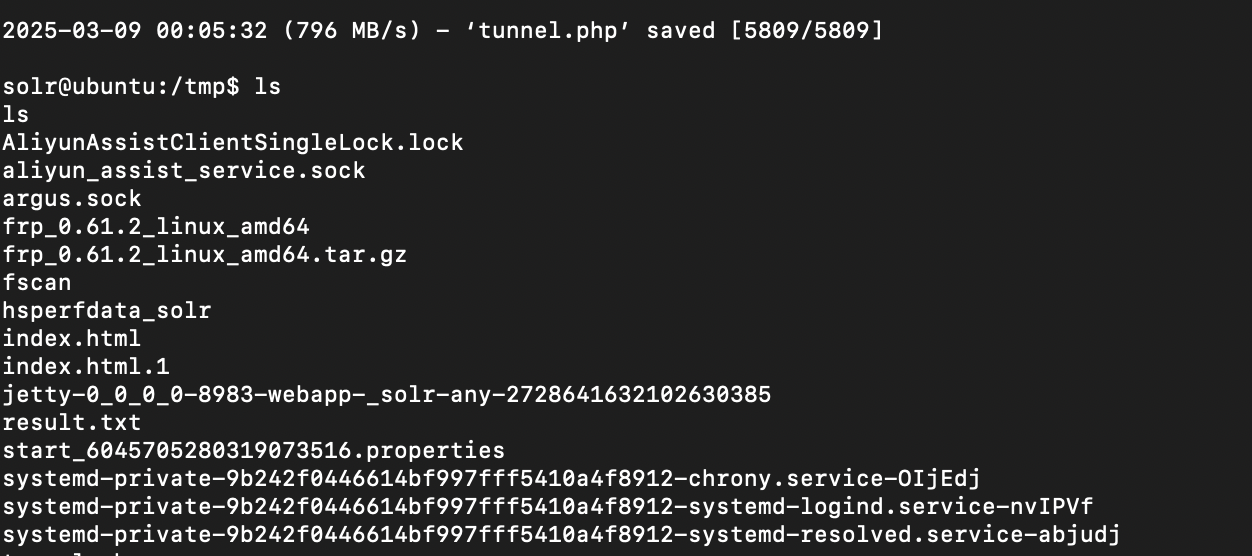 2025-03-09 00:05:32 (796 MB/s) – ‘tunnel.php’ saved [5809/5809]
solr@ubuntu:/tmp$ ls
ls
AliyunAssistClientSingleLock.lock
aliyun_assist_service.sock
argus.sock
frp_0.61.2_linux_amd64
frp_0.61.2_linux_amd64.tar.gz
fscan
hsperfdata_solr
index.html
index.html.1
jetty-0_0_0_0-8983-webapp-_solr-any-2728641632102630385
result.txt
start_6045705280319073516.properties
systemd-private-9b242f0446614bf997fff5410a4f8912-chrony.service-OIjEdj
systemd-private-9b242f0446614bf997fff5410a4f8912-systemd-logind.service-nvIPVf
systemd-private-9b242f0446614bf997fff5410a4f8912-systemd-resolved.service-abjudj